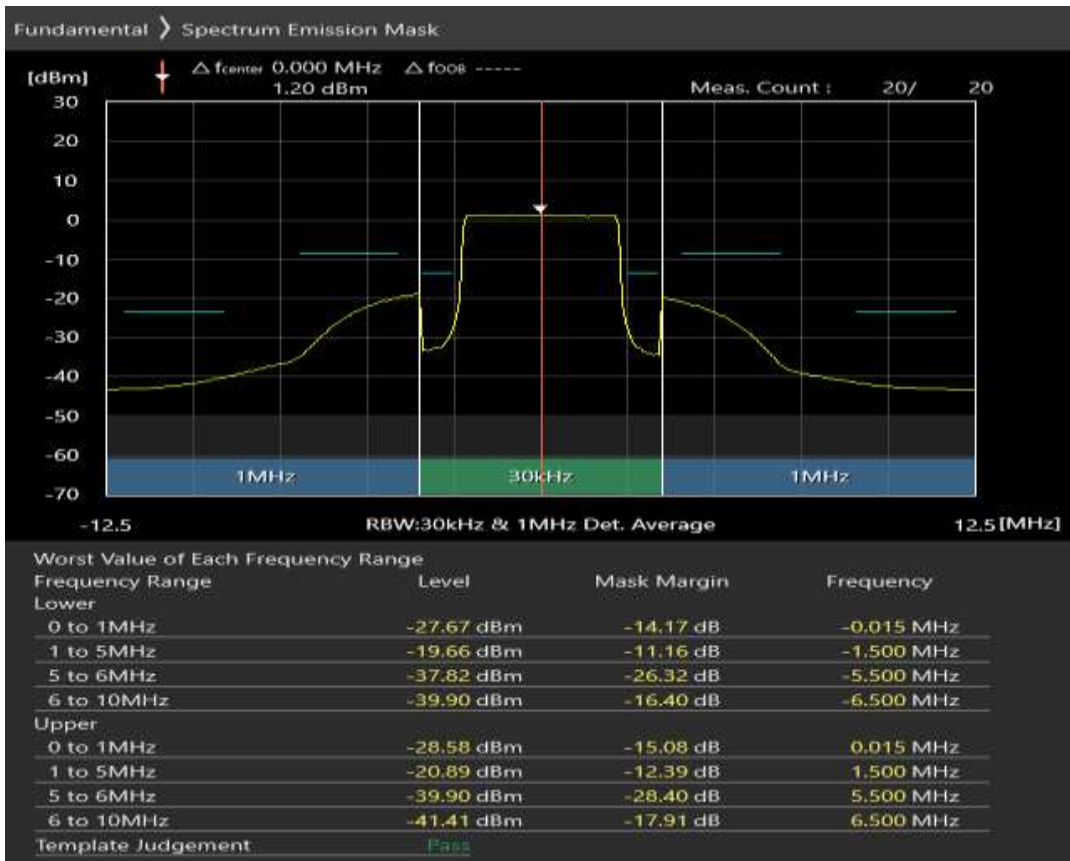 Fundamental ❯ Spectrum Emission Mask
△ fcenter 0.000 MHz △ fOOB -----
[dBm] 1.20 dBm Meas. Count : 20/ 20
30
20
10
0
-10
-20
-30
-40
-50
-60
1MHz 30kHz 1MHz
-70
-12.5 RBW:30kHz & 1MHz Det. Average 12.5 [MHz]
Worst Value of Each Frequency Range
Frequency Range Level Mask Margin Frequency
Lower
0 to 1MHz -27.67 dBm -14.17 dB -0.015 MHz
1 to 5MHz -19.66 dBm -11.16 dB -1.500 MHz
5 to 6MHz -37.82 dBm -26.32 dB -5.500 MHz
6 to 10MHz -39.90 dBm -16.40 dB -6.500 MHz
Upper
0 to 1MHz -28.58 dBm -15.08 dB 0.015 MHz
1 to 5MHz -20.89 dBm -12.39 dB 1.500 MHz
5 to 6MHz -39.90 dBm -28.40 dB 5.500 MHz
6 to 10MHz -41.41 dBm -17.91 dB 6.500 MHz
Template Judgement Pass